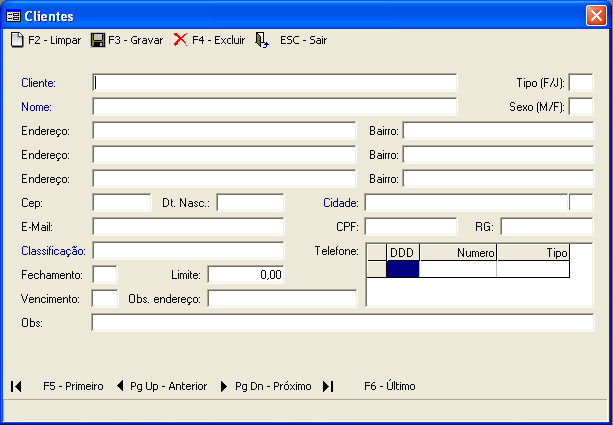 Clientes
F2 - Limpar F3 - Gravar F4 - Excluir ESC - Sair
Cliente: Tipo (F/J):
Nome: Sexo (M/F):
Endereço: Bairro:
Endereço: Bairro:
Endereço: Bairro:
Cep: Dt. Nasc.: Cidade:
E-Mail: CPF: RG:
Classificação: Telefone: DDD Numero Tipo
Fechamento: Limite: 0,00
Vencimento: Obs. endereço:
Obs:
F5 - Primeiro Pg Up - Anterior Pg Dn - Próximo F6 - Último